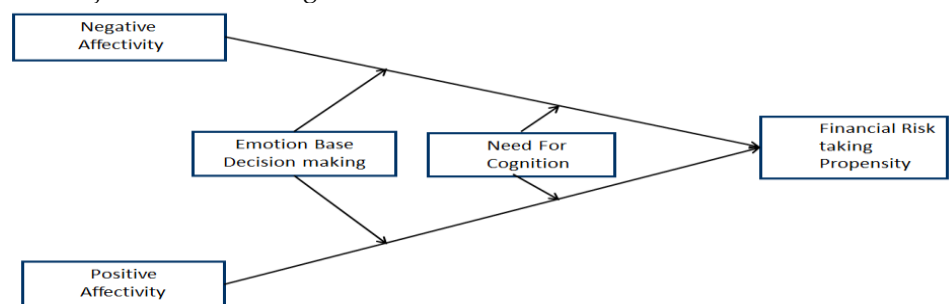 Negative
Affectivity
Emotion Base
Decision making
Need For
Cognition
Financial Risk
taking
Propensity
Positive
Affectivity